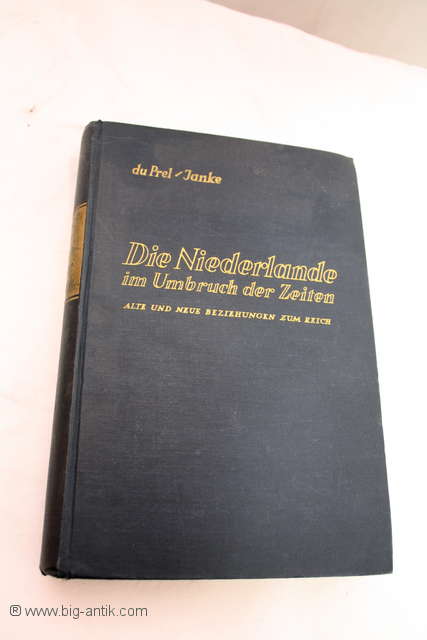 du Prel / Janke
Die Niederlande
im Umbruch der Zeiten
ALTE UND NEUE BEZIEHUNGEN ZUM REICH
® www.big-antik.com